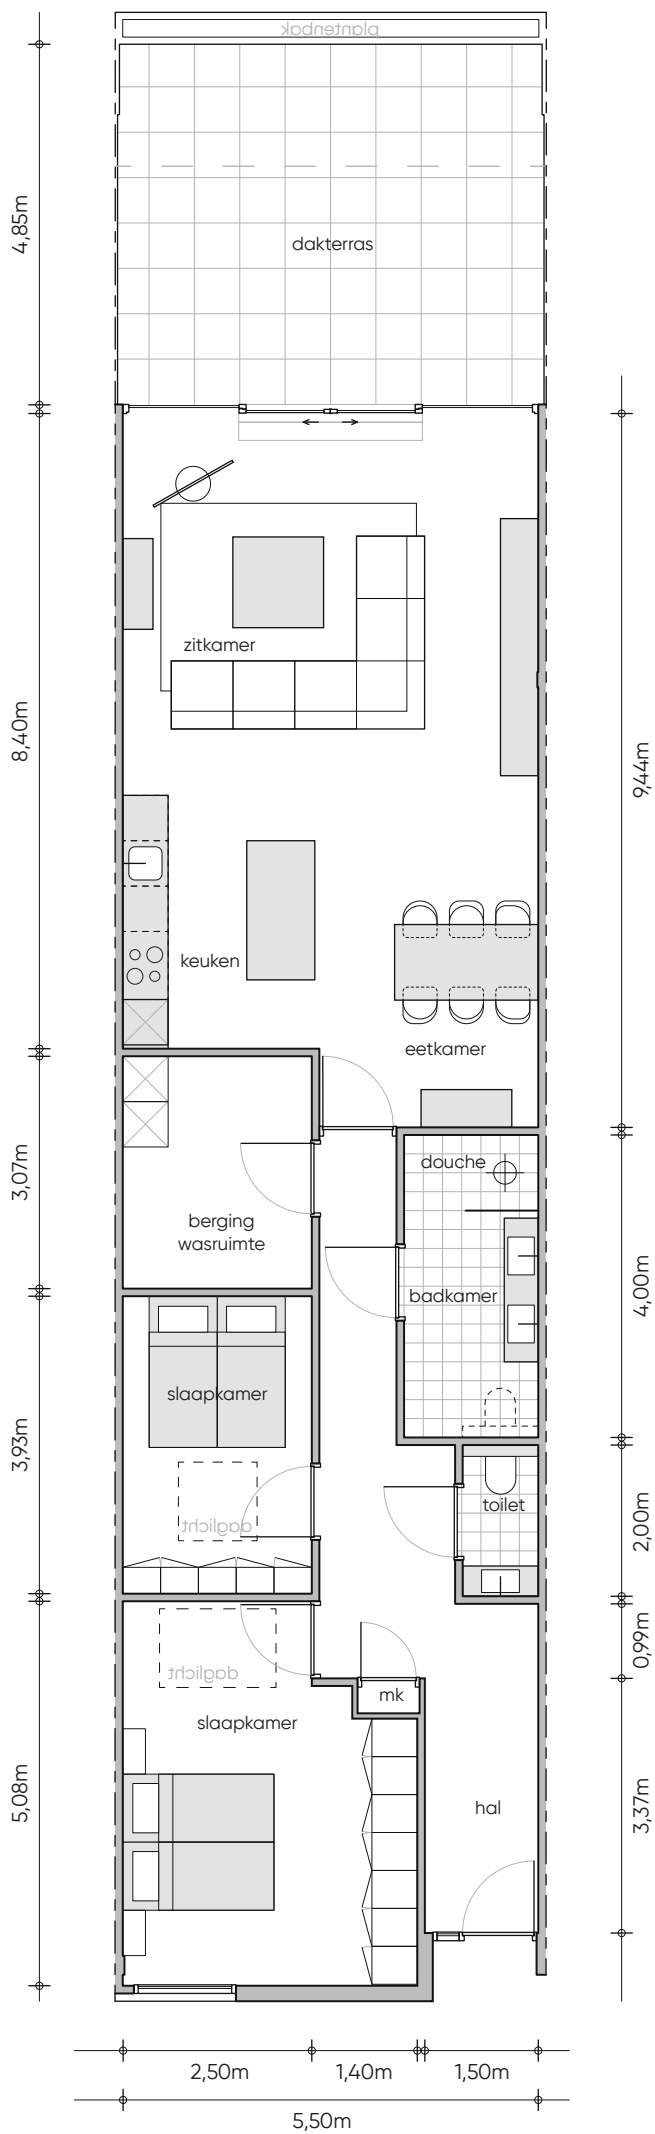 plantenbak
4,85m
dakterras
zitkamer
8,40m
9,44m
keuken
eetkamer
3,07m
douche
berging
wasruimte
4,00m
badkamer
slaapkamer
3,93m
toilet
2,00m
daglicht
0,99m
daglicht
mk
slaapkamer
5,08m
hal
3,37m
2,50m
1,40m
1,50m
5,50m